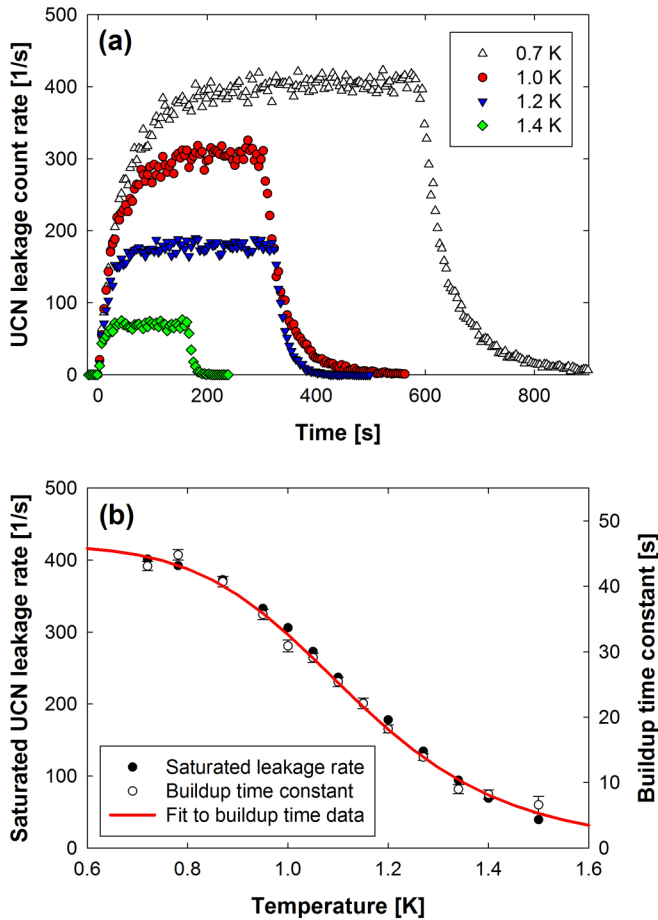 (a)
UCN leakage count rate [1/s]
500
400
300
200
100
0
0.7 K
1.0 K
1.2 K
1.4 K
0 200 400 600 800
Time [s]
(b)
Saturated UCN leakage rate [1/s]
500
400
300
200
100
0
Buildup time constant [s]
50
40
30
20
10
0
Saturated leakage rate
Buildup time constant
Fit to buildup time data
0.6 0.8 1.0 1.2 1.4 1.6
Temperature [K]